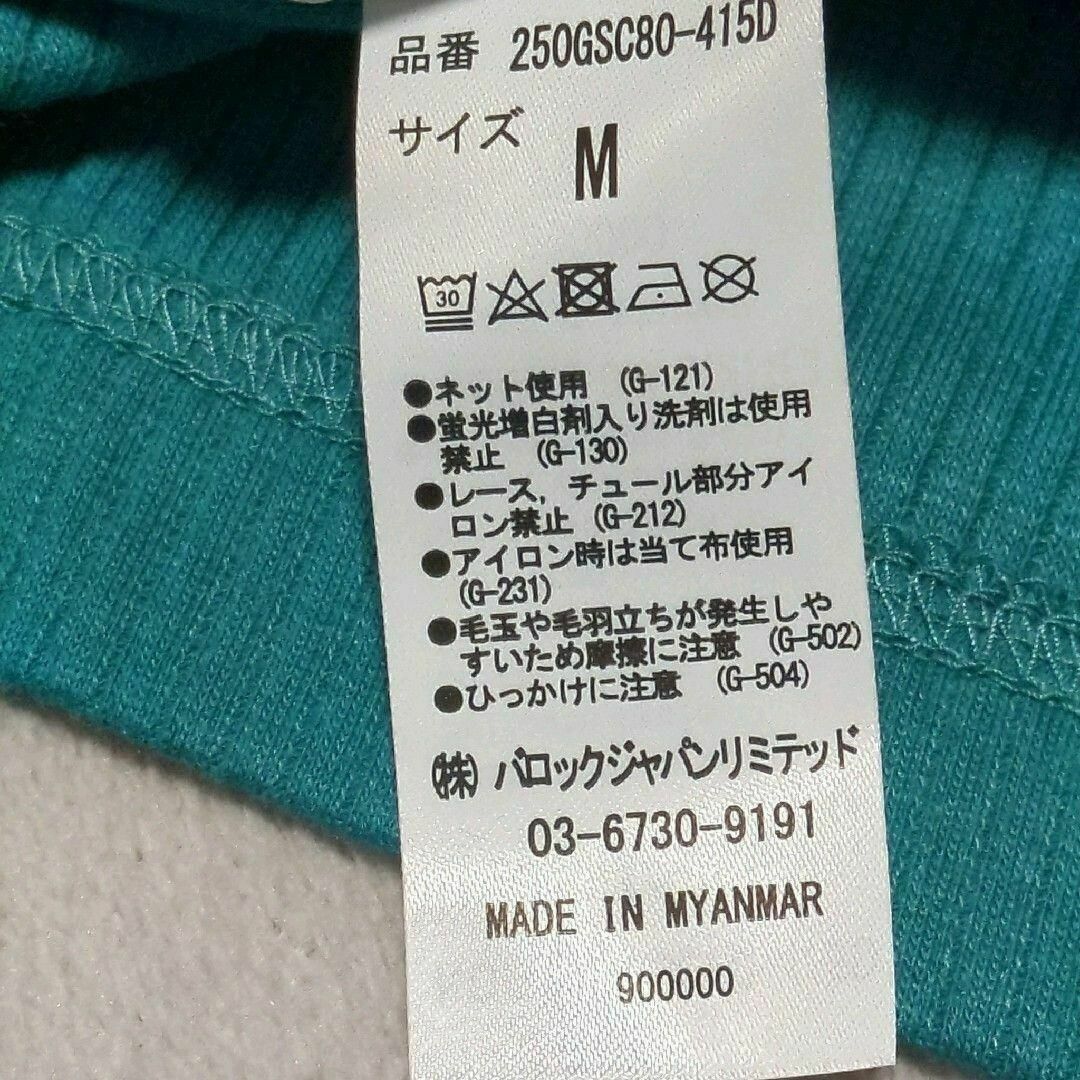 品番 250GSC80-415D
サイズ M
30
●ネット使用 (G-121)
●蛍光増白剤入り洗剤は使用
禁止 (G-130)
●レース，チュール部分アイ
ロン禁止 (G-212)
●アイロン時は当て布使用
(G-231)
●毛玉や毛羽立ちが発生しや
すいため摩擦に注意 (G-502)
●ひっかけに注意 (G-504)
(株) バロックジャパンリミテッド
03-6730-9191
MADE IN MYANMAR
900000